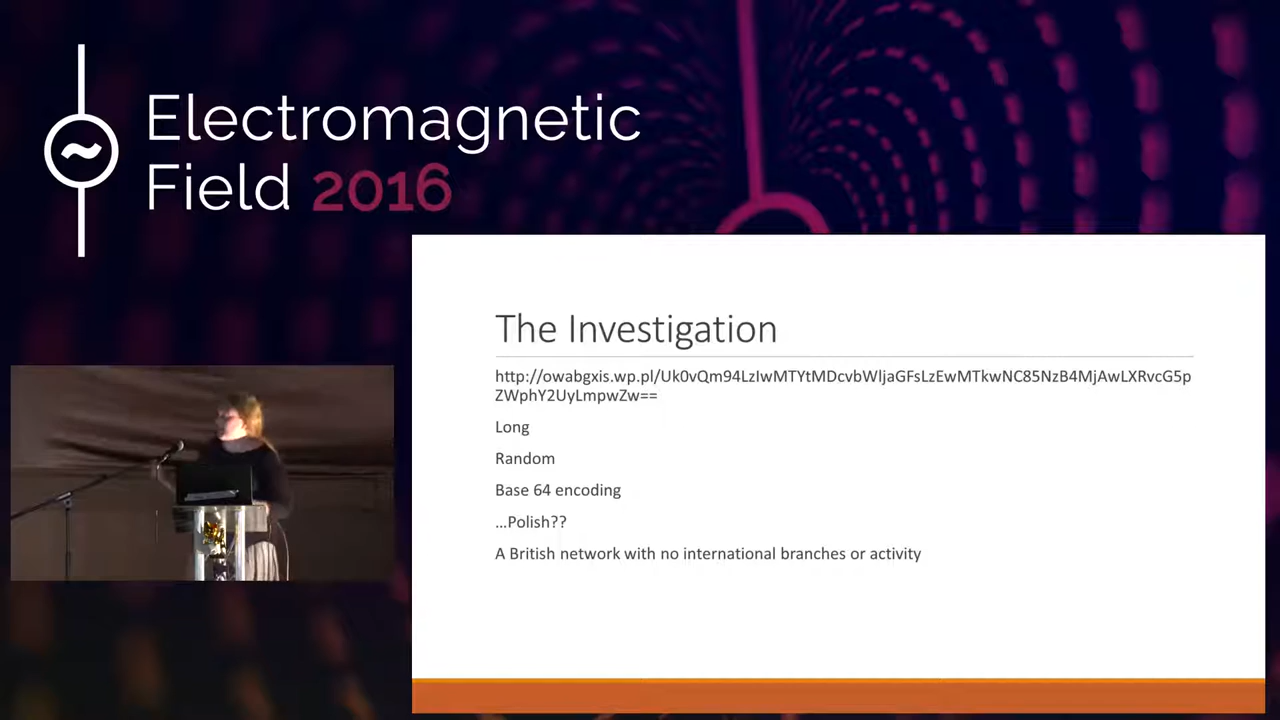 Electromagnetic
Field 2016
The Investigation
http://owabgxis.wp.pl/Uk0vQm94LzIwMTYtMDcvbWljaGFsLzEwMTkwNC85NzB4MjAwLXRvcG5p
ZWphY2UyLmpwZw==
Long
Random
Base 64 encoding
...Polish??
A British network with no international branches or activity